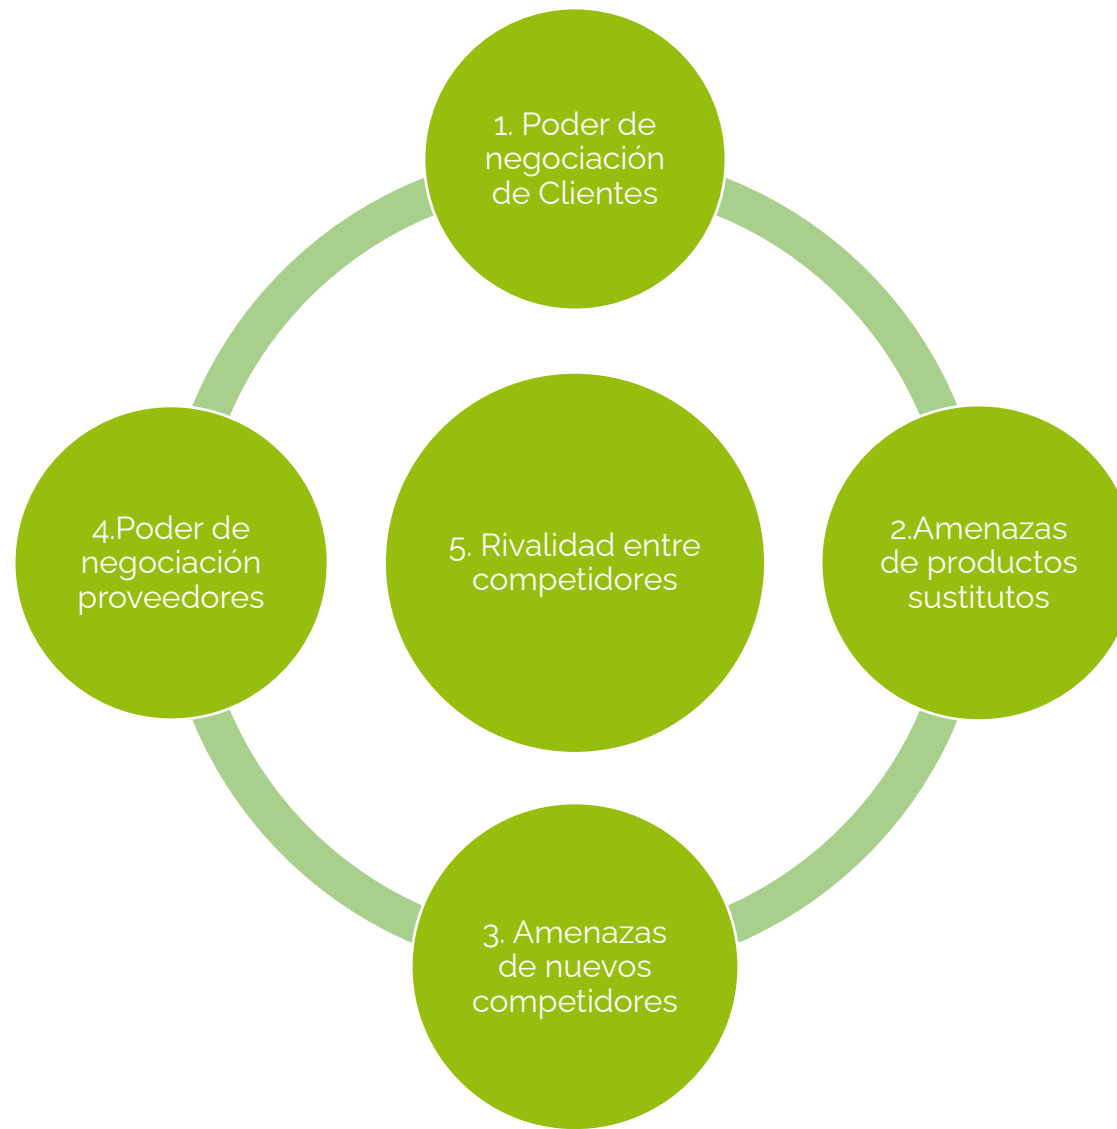 1. Poder de
negociación
de Clientes
4.Poder de
negociación
proveedores
5. Rivalidad entre
competidores
2.Amenazas
de productos
sustitutos
3. Amenazas
de nuevos
competidores